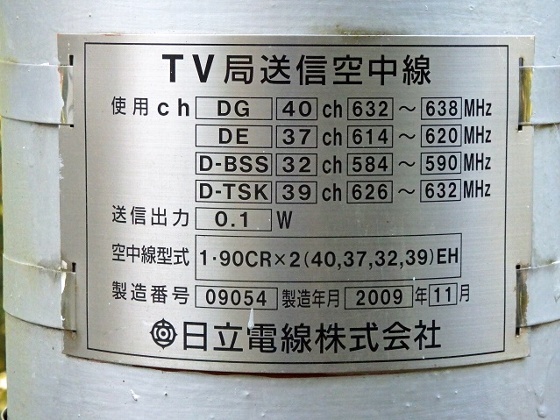 TV局送信空中線
使用ch DG 40 ch 632～638 MHz
DE 37 ch 614～620 MHz
D-BSS 32 ch 584～590 MHz
D-TSK 39 ch 626～632 MHz
送信出力 0.1 W
空中線型式 1·90CR×2(40,37,32,39)EH
製造番号 09054 製造年月 2009 年 11 月
日立電線株式会社